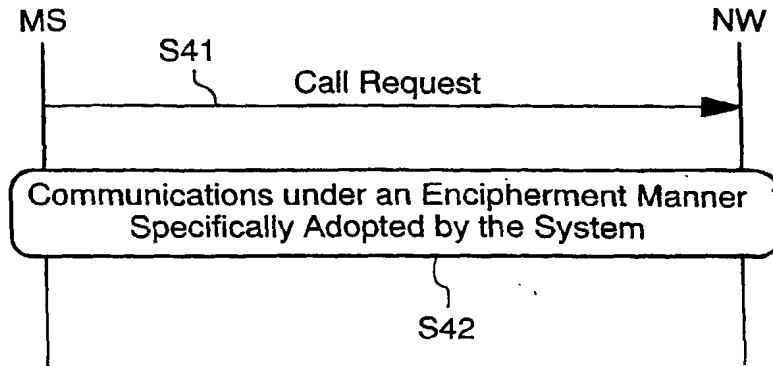 MS
NW
S41
Call Request
Communications under an Encipherment Manner
Specifically Adopted by the System
S42